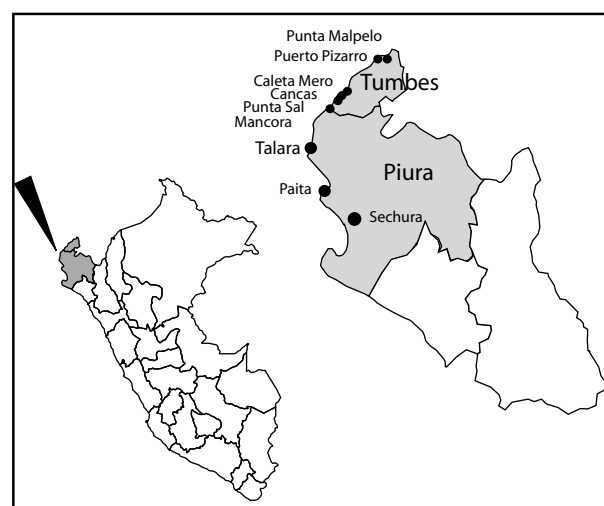 Punta Malpelo
Puerto Pizarro
Caleta Mero
Tumbes
Cancas
Punta Sal
Mancora
Talara
Piura
Paita
Sechura